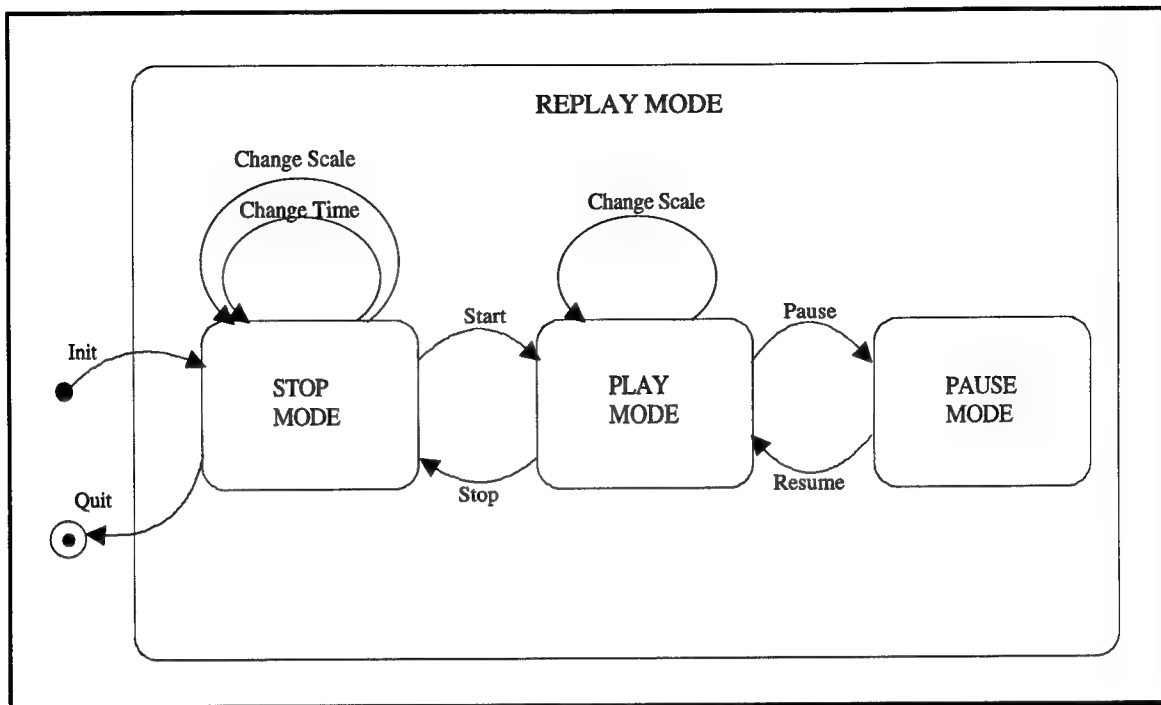 REPLAY MODE
Change Scale
Change Time
Change Scale
Start
Pause
Init
STOP
MODE
PLAY
MODE
PAUSE
MODE
Stop
Resume
Quit